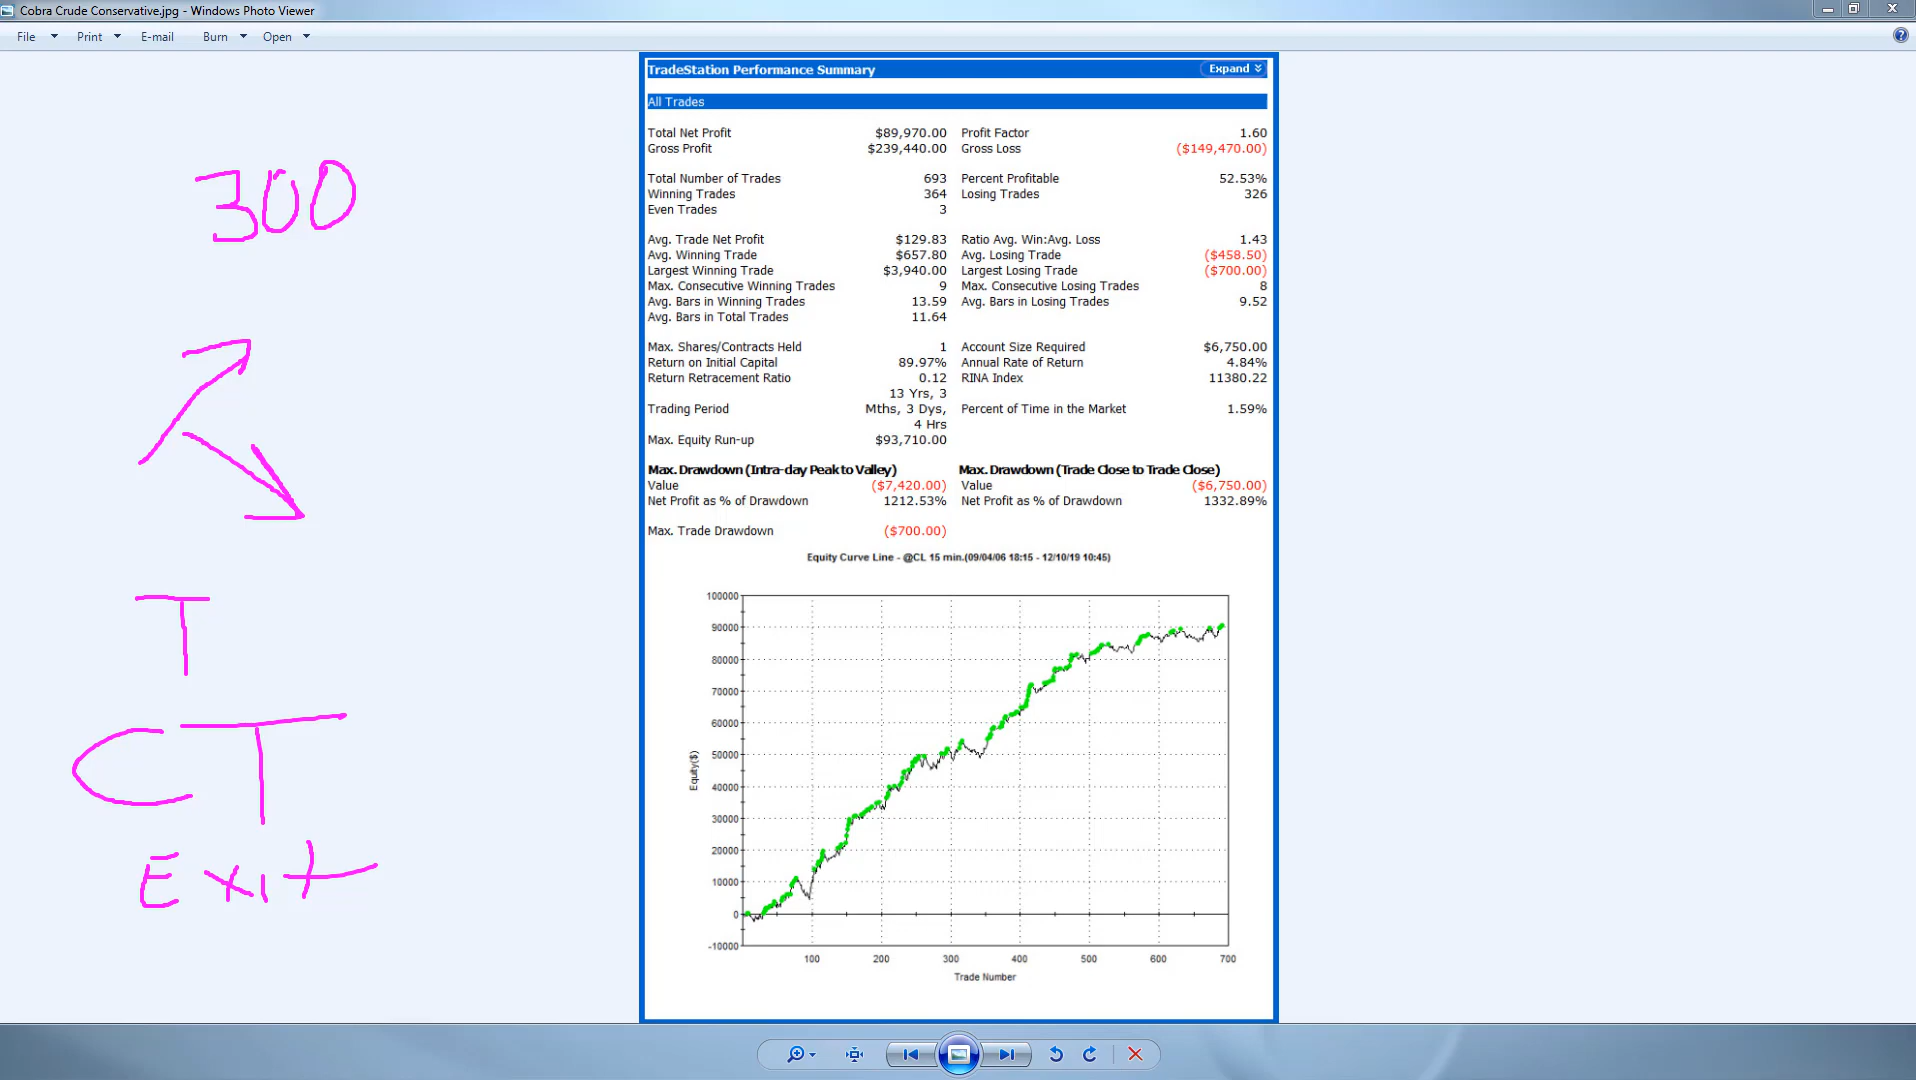 Cobra Crude Conservative.jpg - Windows Photo Viewer
File Print E-mail Burn Open
TradeStation Performance Summary Expand
All Trades
Total Net Profit $89,970.00 Profit Factor 1.60
Gross Profit $239,440.00 Gross Loss ($149,470.00)
Total Number of Trades 693 Percent Profitable 52.53%
Winning Trades 364 Losing Trades 326
Even Trades 3
Avg. Trade Net Profit $129.83 Ratio Avg. Win:Avg. Loss 1.43
Avg. Winning Trade $657.80 Avg. Losing Trade ($458.50)
Largest Winning Trade $3,940.00 Largest Losing Trade ($700.00)
Max. Consecutive Winning Trades 9 Max. Consecutive Losing Trades 8
Avg. Bars in Winning Trades 13.59 Avg. Bars in Losing Trades 9.52
Avg. Bars in Total Trades 11.64
Max. Shares/Contracts Held 1 Account Size Required $6,750.00
Return on Initial Capital 89.97% Annual Rate of Return 4.84%
Return Retracement Ratio 0.12 RINA Index 11380.22
13 Yrs, 3
Trading Period Mths, 3 Dys, Percent of Time in the Market 1.59%
4 Hrs
Max. Equity Run-up $93,710.00
Max. Drawdown (Intra-day Peak to Valley) Max. Drawdown (Trade Close to Trade Close)
Value ($7,420.00) Value ($6,750.00)
Net Profit as % of Drawdown 1212.53% Net Profit as % of Drawdown 1332.89%
Max. Trade Drawdown ($700.00)
Equity Curve Line - @CL 15 min.(09/04/06 18:15 - 12/10/19 10:45)
100000
90000
80000
70000
60000
50000
40000
30000
20000
10000
0
-10000
Equity($)
100 200 300 400 500 600 700
Trade Number
300
T
CT
Exit